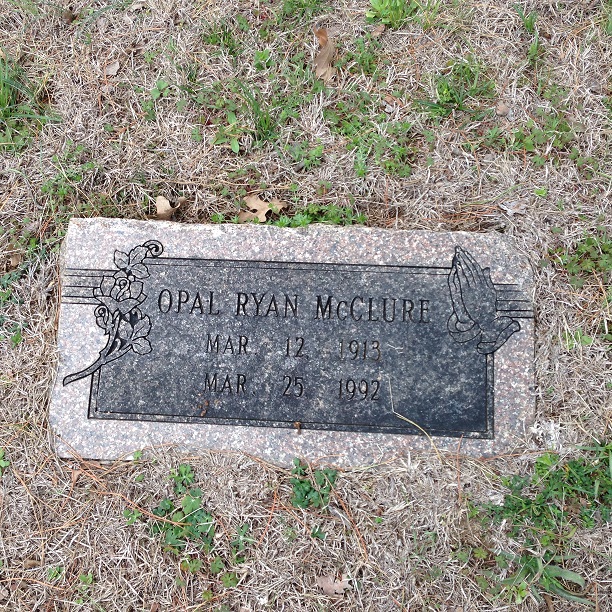 OPAL RYAN McCLURE
MAR 12 1913
MAR 25 1992